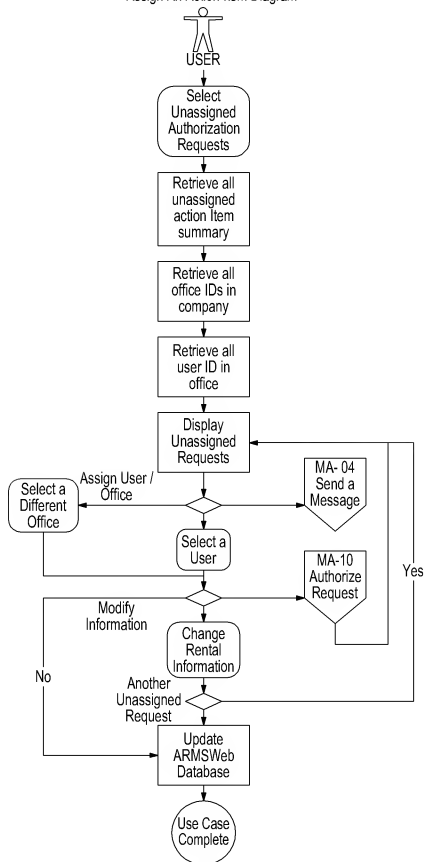 Assign An Action Item Diagram
USER
Select
Unassigned
Authorization
Requests
Retrieve all
unassigned
action Item
summary
Retrieve all
office IDs in
company
Retrieve all
user ID in
office
Display
Unassigned
Requests
Assign User /
Office
Select a
Different
Office
MA- 04
Send a
Message
Select a
User
MA-10
Authorize
Request
Yes
Modify
Information
Change
Rental
Information
No
Another
Unassigned
Request
Update
ARMSWeb
Database
Use Case
Complete